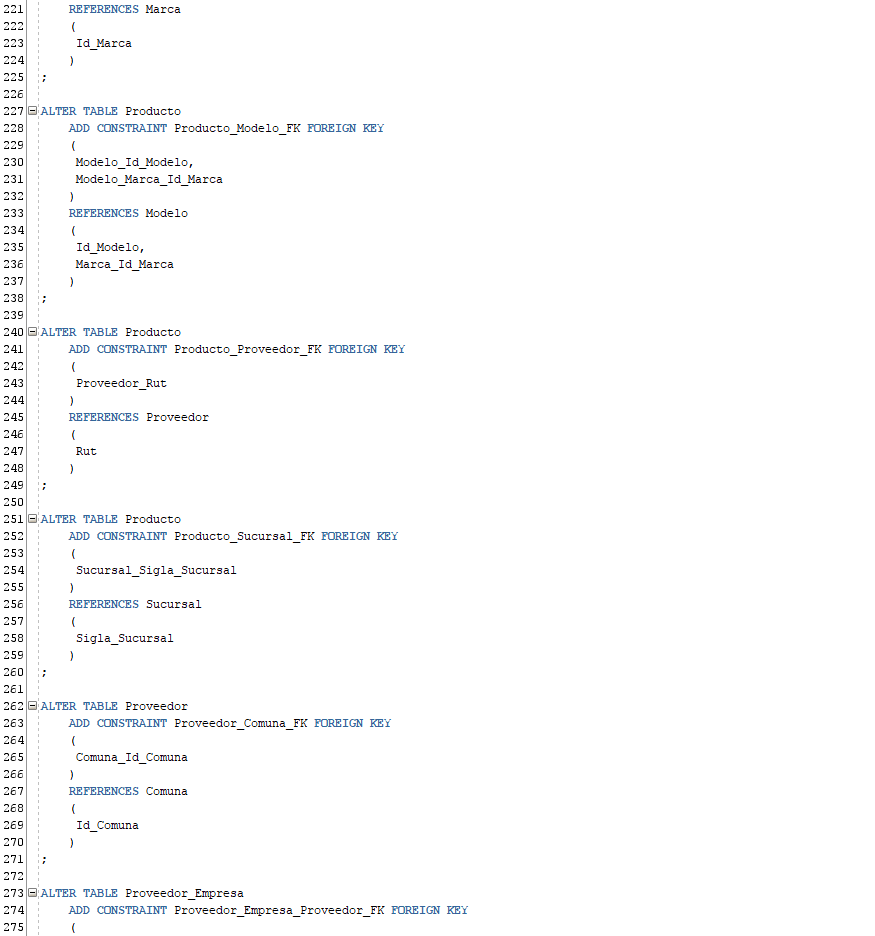 221 REFERENCES Marca
222 (
223 Id_Marca
224 )
225 ;
226
227 ALTER TABLE Producto
228 ADD CONSTRAINT Producto_Modelo_FK FOREIGN KEY
229 (
230 Modelo_Id_Modelo,
231 Modelo_Marca_Id_Marca
232 )
233 REFERENCES Modelo
234 (
235 Id_Modelo,
236 Marca_Id_Marca
237 )
238 ;
239
240 ALTER TABLE Producto
241 ADD CONSTRAINT Producto_Proveedor_FK FOREIGN KEY
242 (
243 Proveedor_Rut
244 )
245 REFERENCES Proveedor
246 (
247 Rut
248 )
249 ;
250
251 ALTER TABLE Producto
252 ADD CONSTRAINT Producto_Sucursal_FK FOREIGN KEY
253 (
254 Sucursal_Sigla_Sucursal
255 )
256 REFERENCES Sucursal
257 (
258 Sigla_Sucursal
259 )
260 ;
261
262 ALTER TABLE Proveedor
263 ADD CONSTRAINT Proveedor_Comuna_FK FOREIGN KEY
264 (
265 Comuna_Id_Comuna
266 )
267 REFERENCES Comuna
268 (
269 Id_Comuna
270 )
271 ;
272
273 ALTER TABLE Proveedor_Empresa
274 ADD CONSTRAINT Proveedor_Empresa_Proveedor_FK FOREIGN KEY
275 (